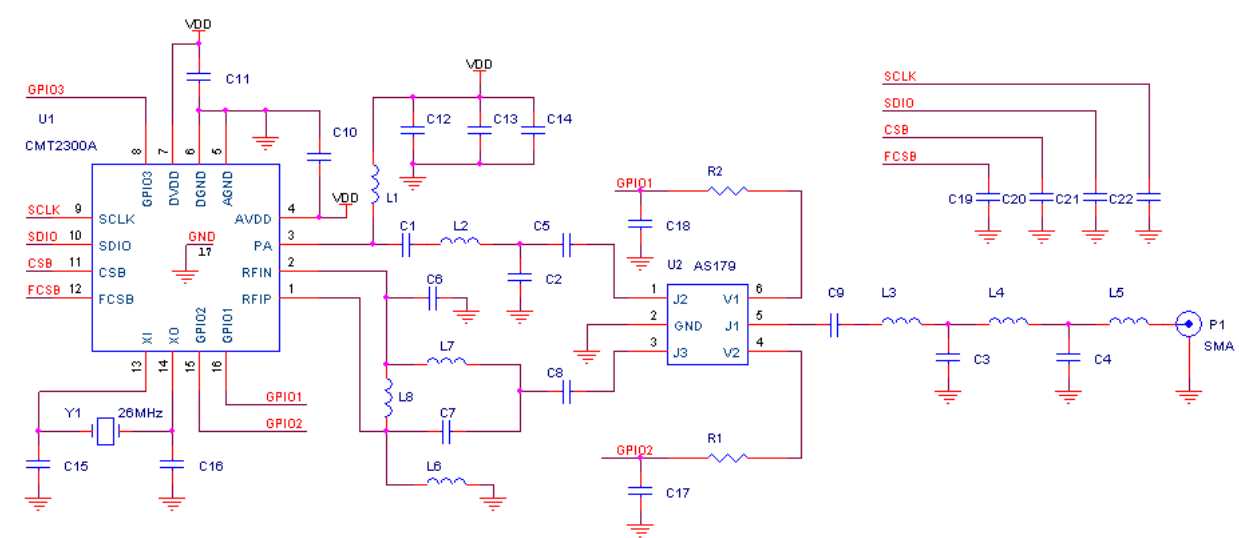 VDD
C11
VDD
GPIO3
U1
CMT2300A
8
7
6
5
C10
C12
C13
C14
SCLK
SDIO
CSB
FCSB
C19
C20
C21
C22
GPIO3
DVDD
DGND
AGND
L1
VDD
GPIO1
R2
C18
SCLK 9 SCLK
AVDD 4
SDIO 10 SDIO
GND
17
PA 3
C1
L2
C5
CSB 11 CSB
RFIN 2
C2
U2 AS179
FCSB 12 FCSB
RFIP 1
C6
1 J2 V1 6
2 GND J1 5
3 J3 V2 4
C9
L3
L4
L5
P1
SMA
C3
C4
XI
XO
GPIO2
GPIO1
13
14
15
16
L7
C8
L8
GPIO1
Y1
26MHz
C7
GPIO2
C15
C16
L6
GPIO2
R1
C17